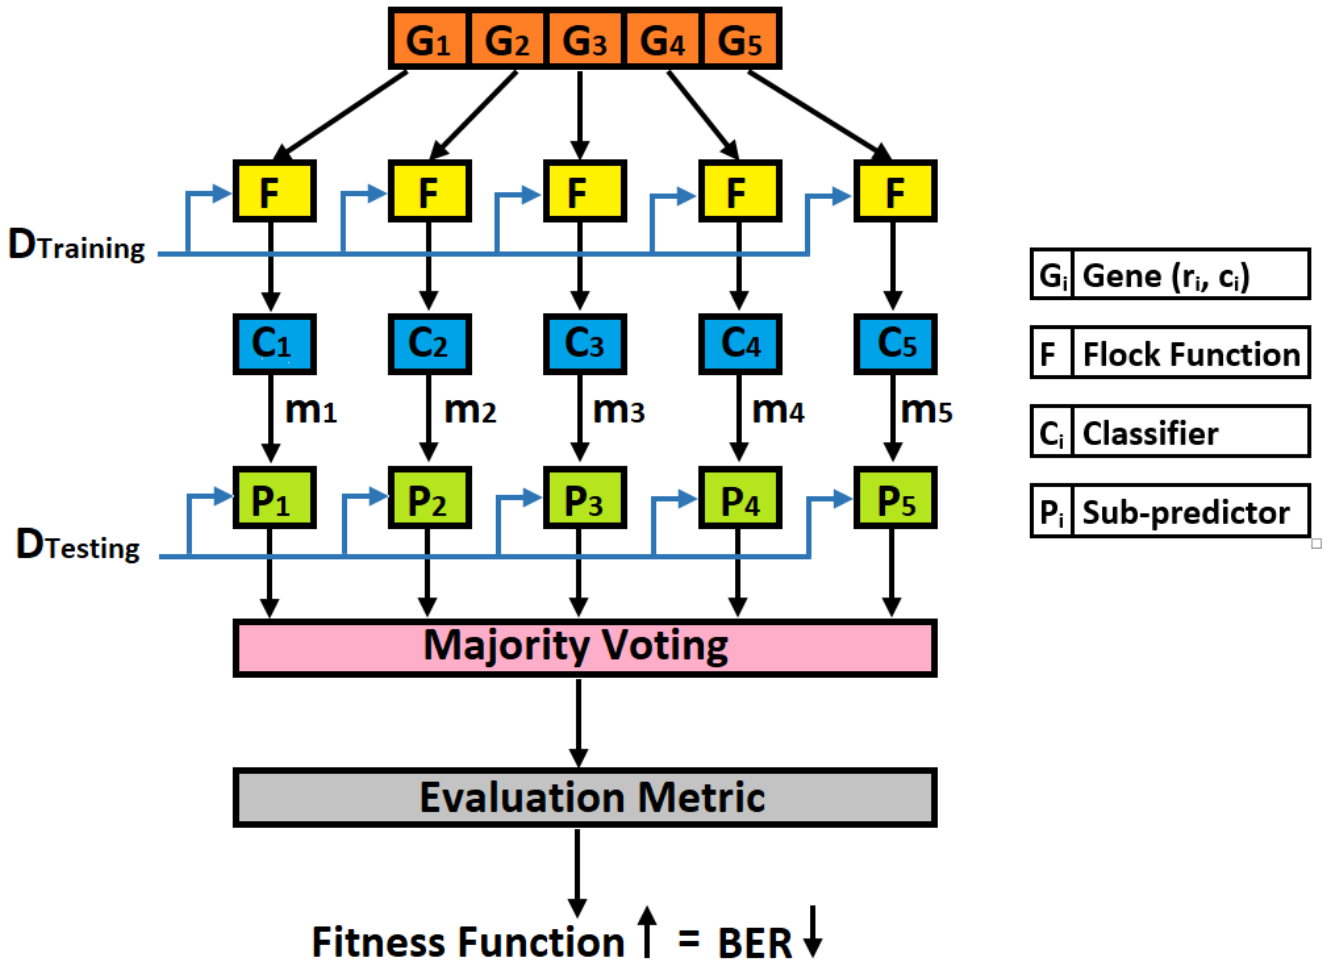 G1 G2 G3 G4 G5
F F F F F
DTraining
C1 C2 C3 C4 C5
m1 m2 m3 m4 m5
P1 P2 P3 P4 P5
DTesting
Majority Voting
Evaluation Metric
Fitness Function ↑ = BER ↓
Gi Gene (ri, ci)
F Flock Function
Ci Classifier
Pi Sub-predictor